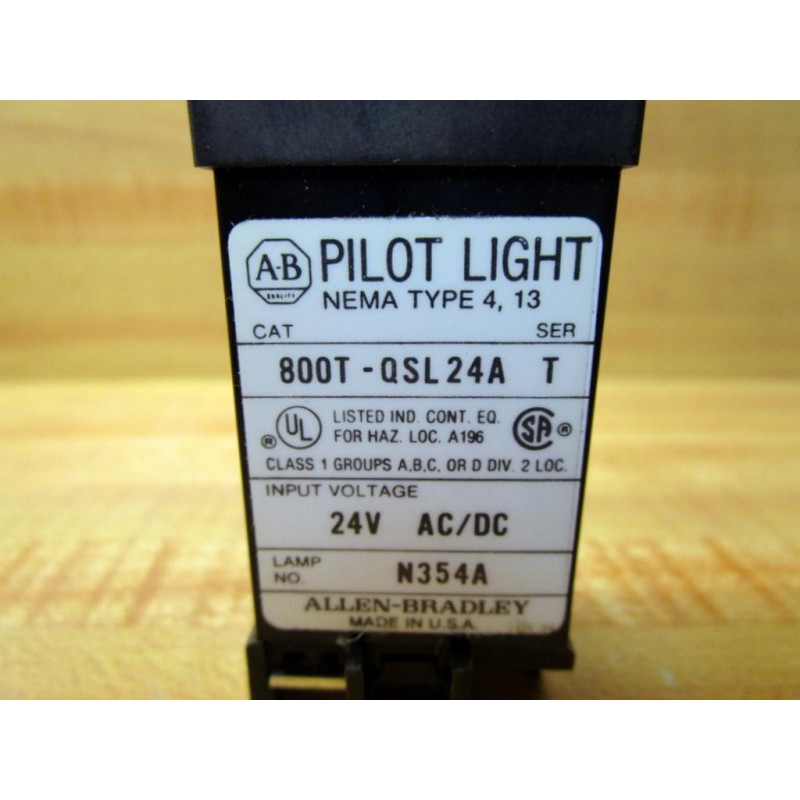 A-B
QUALITY
PILOT LIGHT
NEMA TYPE 4, 13
CAT SER
800T-QSL24A T
UL ® LISTED IND. CONT. EQ.
FOR HAZ. LOC. A196 SA ®
CLASS 1 GROUPS A,B,C, OR D DIV. 2 LOC.
INPUT VOLTAGE
24V AC/DC
LAMP
NO. N354A
ALLEN-BRADLEY
MADE IN U.S.A.